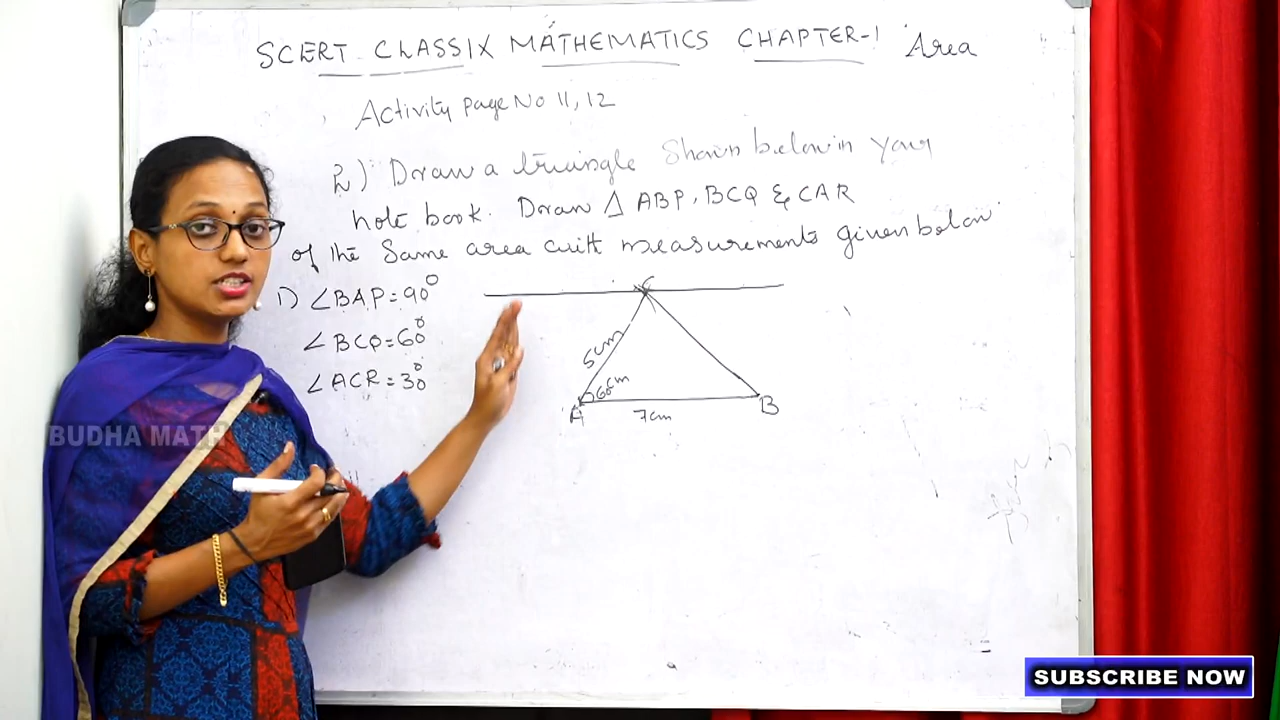 SCERT CLASSIX MATHEMATICS CHAPTER-1 Area
Activity page No 11, 12
2) Draw a triangle Shown below in your
note book. Draw Δ ABP, BCQ & CAR
of the Same area with measurements given below
1) ∠BAP=90°
∠BCQ=60°
∠ACR=30°
C
5cm
60
cm
A
B
7cm
BUDHA MATH
SUBSCRIBE NOW